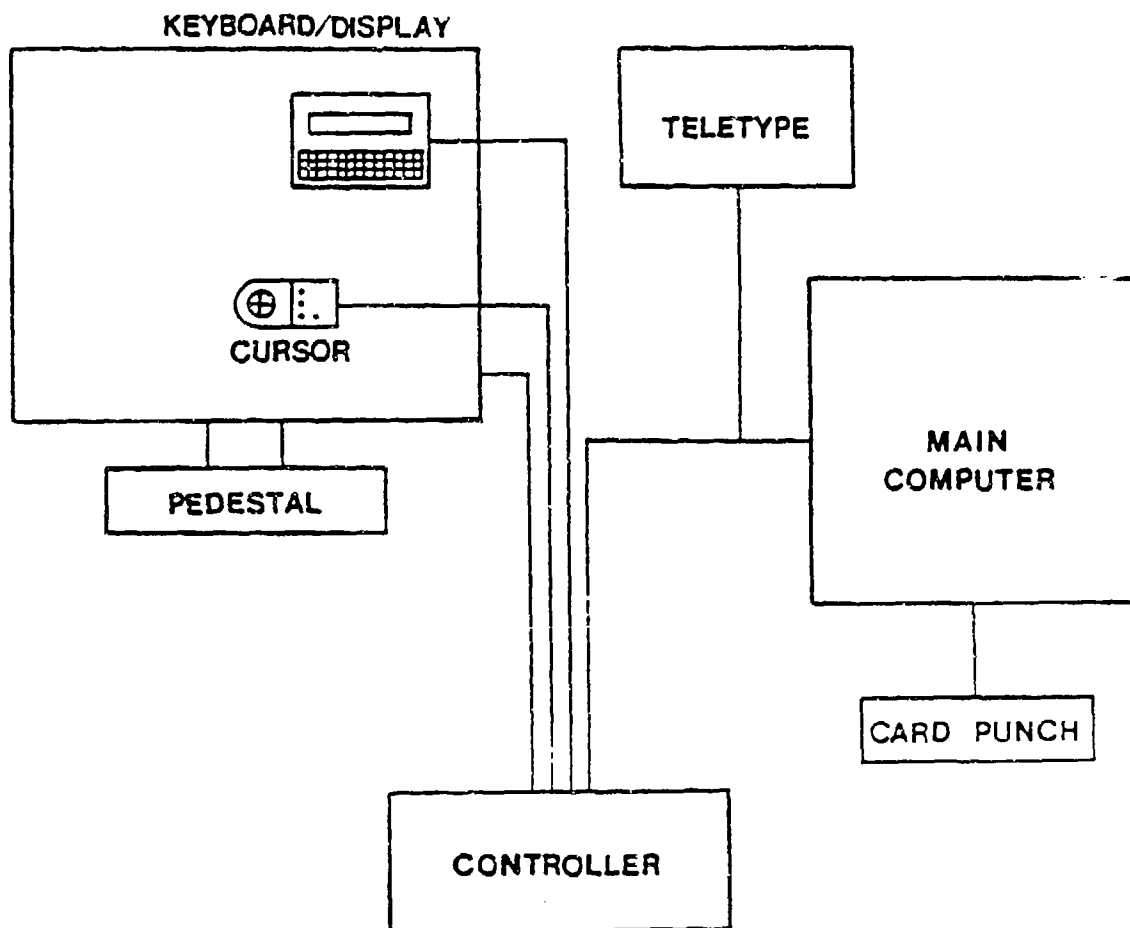 KEYBOARD/DISPLAY
TELETYPE
CURSOR
MAIN
COMPUTER
PEDESTAL
CARD PUNCH
CONTROLLER